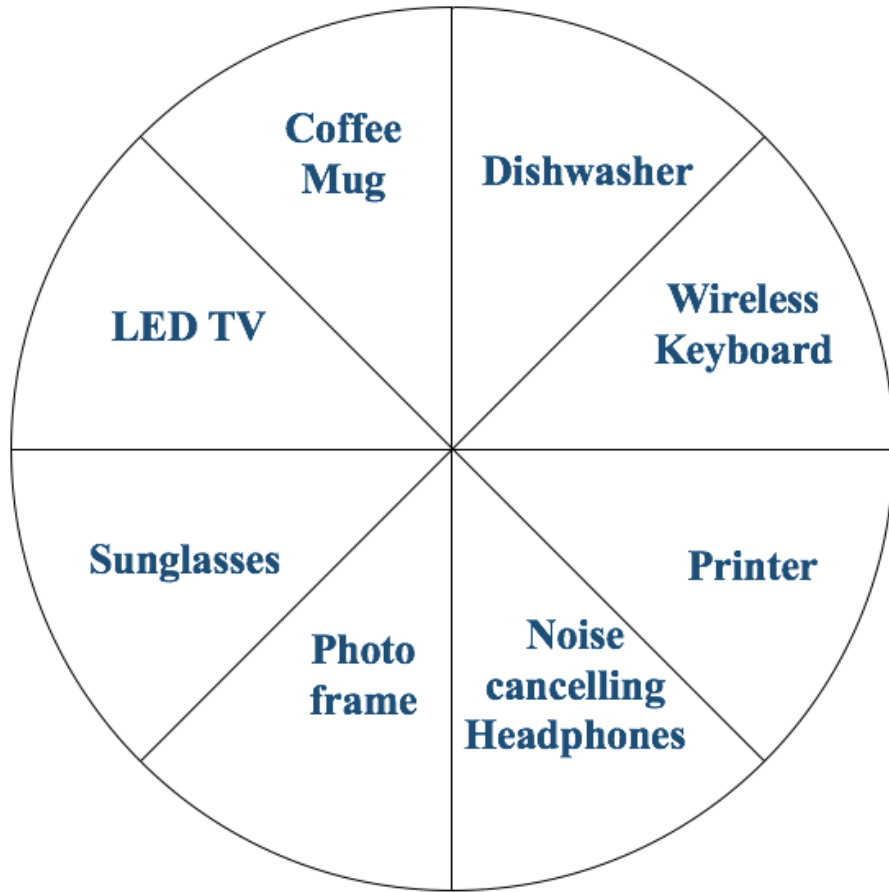 Coffee
Mug
Dishwasher
Wireless
Keyboard
LED TV
Sunglasses
Printer
Photo
frame
Noise
cancelling
Headphones